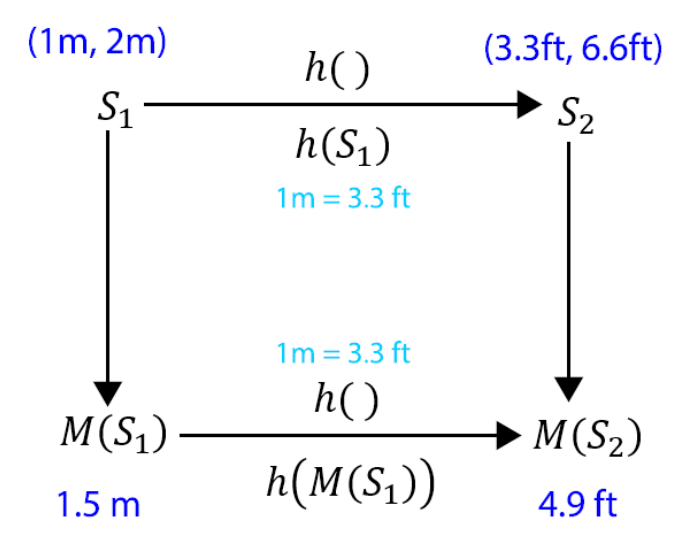 (1m, 2m)
(3.3ft, 6.6ft)
h( )
S₁
S₂
h(S₁)
1m = 3.3 ft
1m = 3.3 ft
h( )
M(S₁)
M(S₂)
h(M(S₁))
1.5 m
4.9 ft